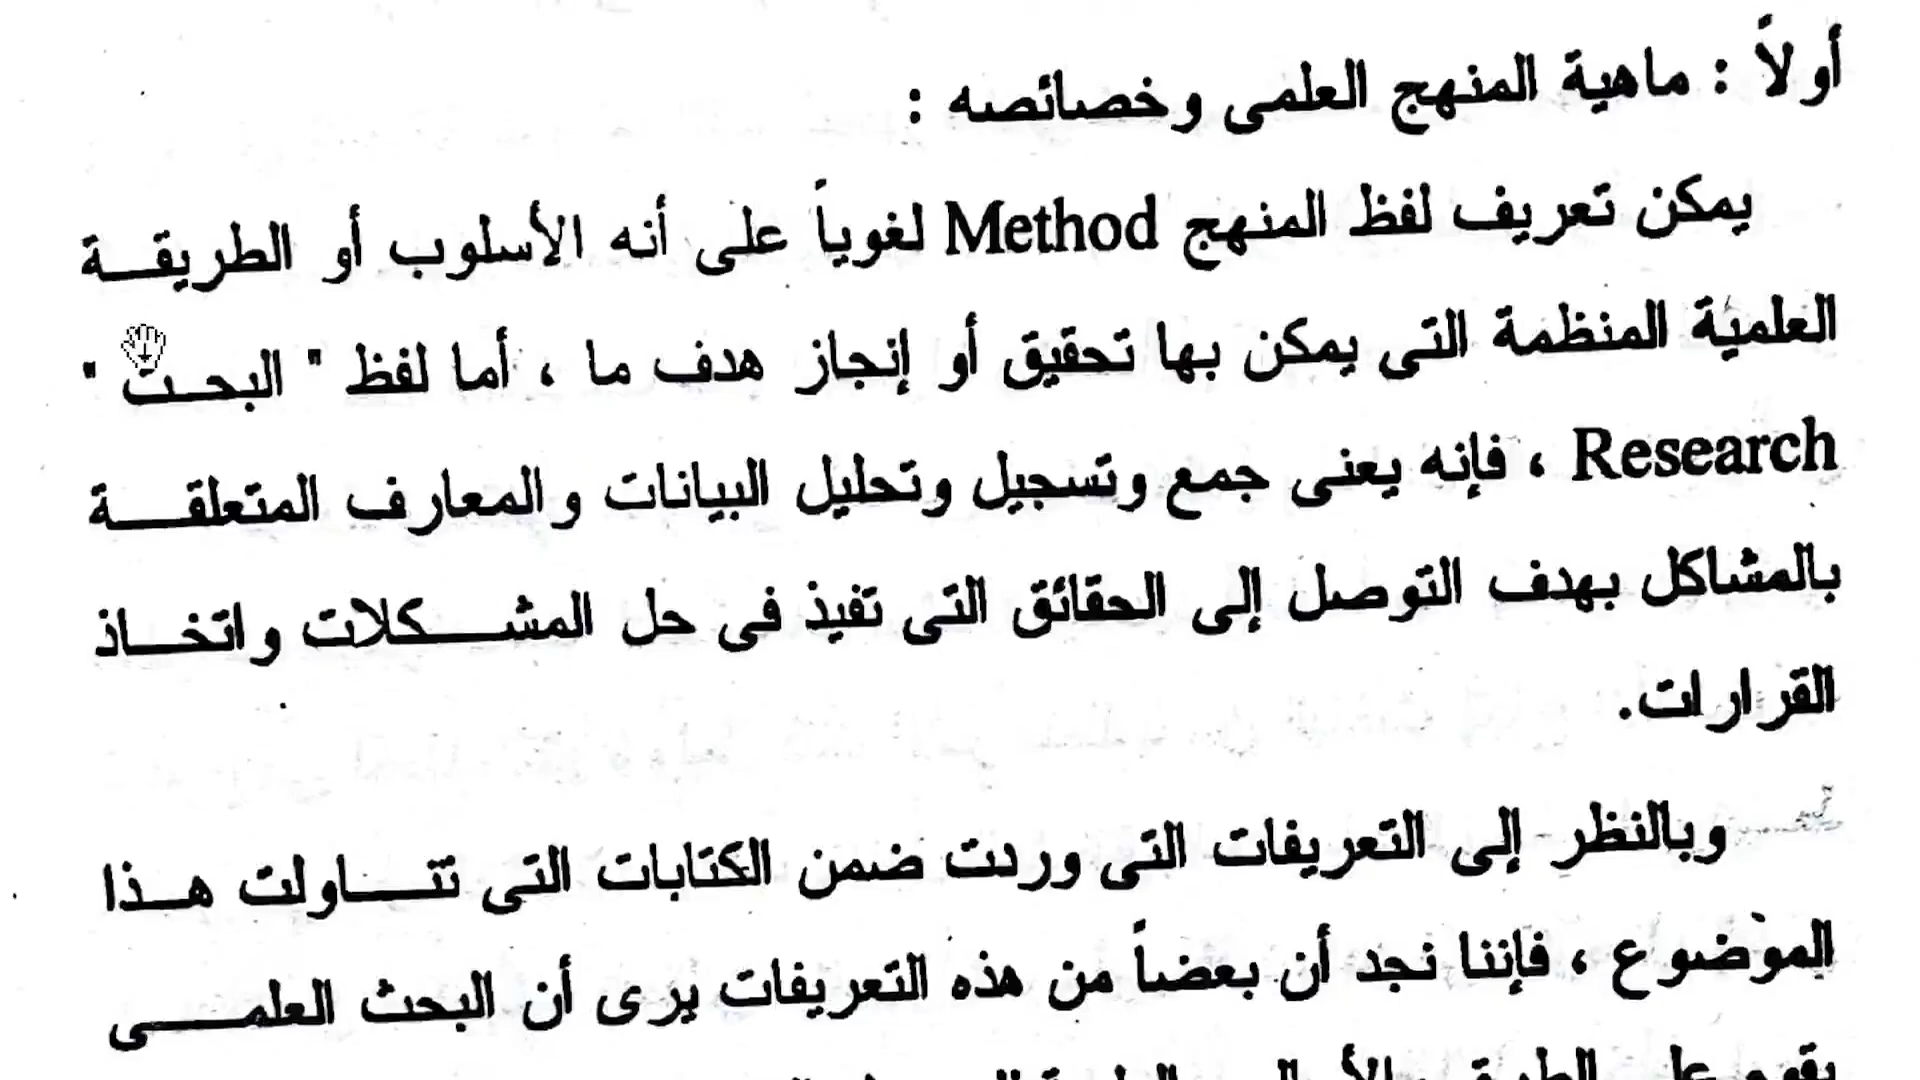 أولاً : ماهية المنهج العلمى وخصائصه :
يمكن تعريف لفظ المنهج Method لغوياً على أنه الأسلوب أو الطريقة
العلمية المنظمة التى يمكن بها تحقيق أو إنجاز هدف ما ، أما لفظ " البحث "
Research ، فإنه يعنى جمع وتسجيل وتحليل البيانات والمعارف المتعلقة
بالمشاكل بهدف التوصل إلى الحقائق التى تفيذ فى حل المشكلات واتخاذ
القرارات.
وبالنظر إلى التعريفات التى وردت ضمن الكتابات التى تتاولت هذا
الموضوع ، فإننا نجد أن بعضاً من هذه التعريفات يرى أن البحث العلمى